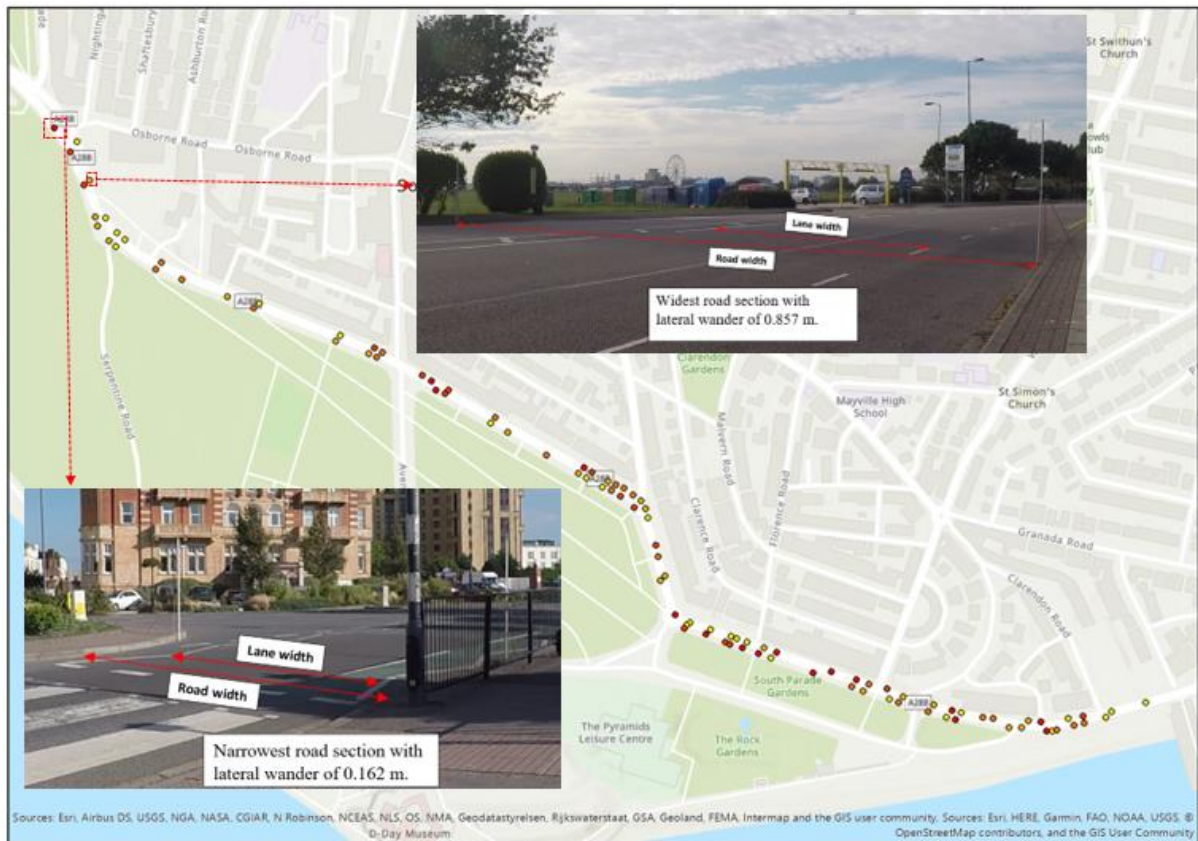 St Swithun's
Church
Nightingale
Shaftesbury
Ashburton Road
A288
Osborne Road
Osborne Road
A288
Lane width
Road width
Widest road section with
lateral wander of 0.857 m.
A288
Serpentine Road
Clarendon
Gardens
St Simon's
Church
Mayville High
School
Malvern Road
A288
Clarence Road
Florence Road
Granada Road
Clarendon Road
Lane width
Road width
Narrowest road section with
lateral wander of 0.162 m.
South Parade
Gardens
A288
The Pyramids
Leisure Centre
The Rock
Gardens
Sources: Esri, Airbus DS, USGS, NGA, NASA, CGIAR, N Robinson, NCEAS, NLS, OS, NMA, Geodatastyrelsen, Rijkswaterstaat, GSA, Geoland, FEMA, Intermap and the GIS user community, Sources: Esri, HERE, Garmin, FAO, NOAA, USGS, ©
D-Day Museum
OpenStreetMap contributors, and the GIS User Community